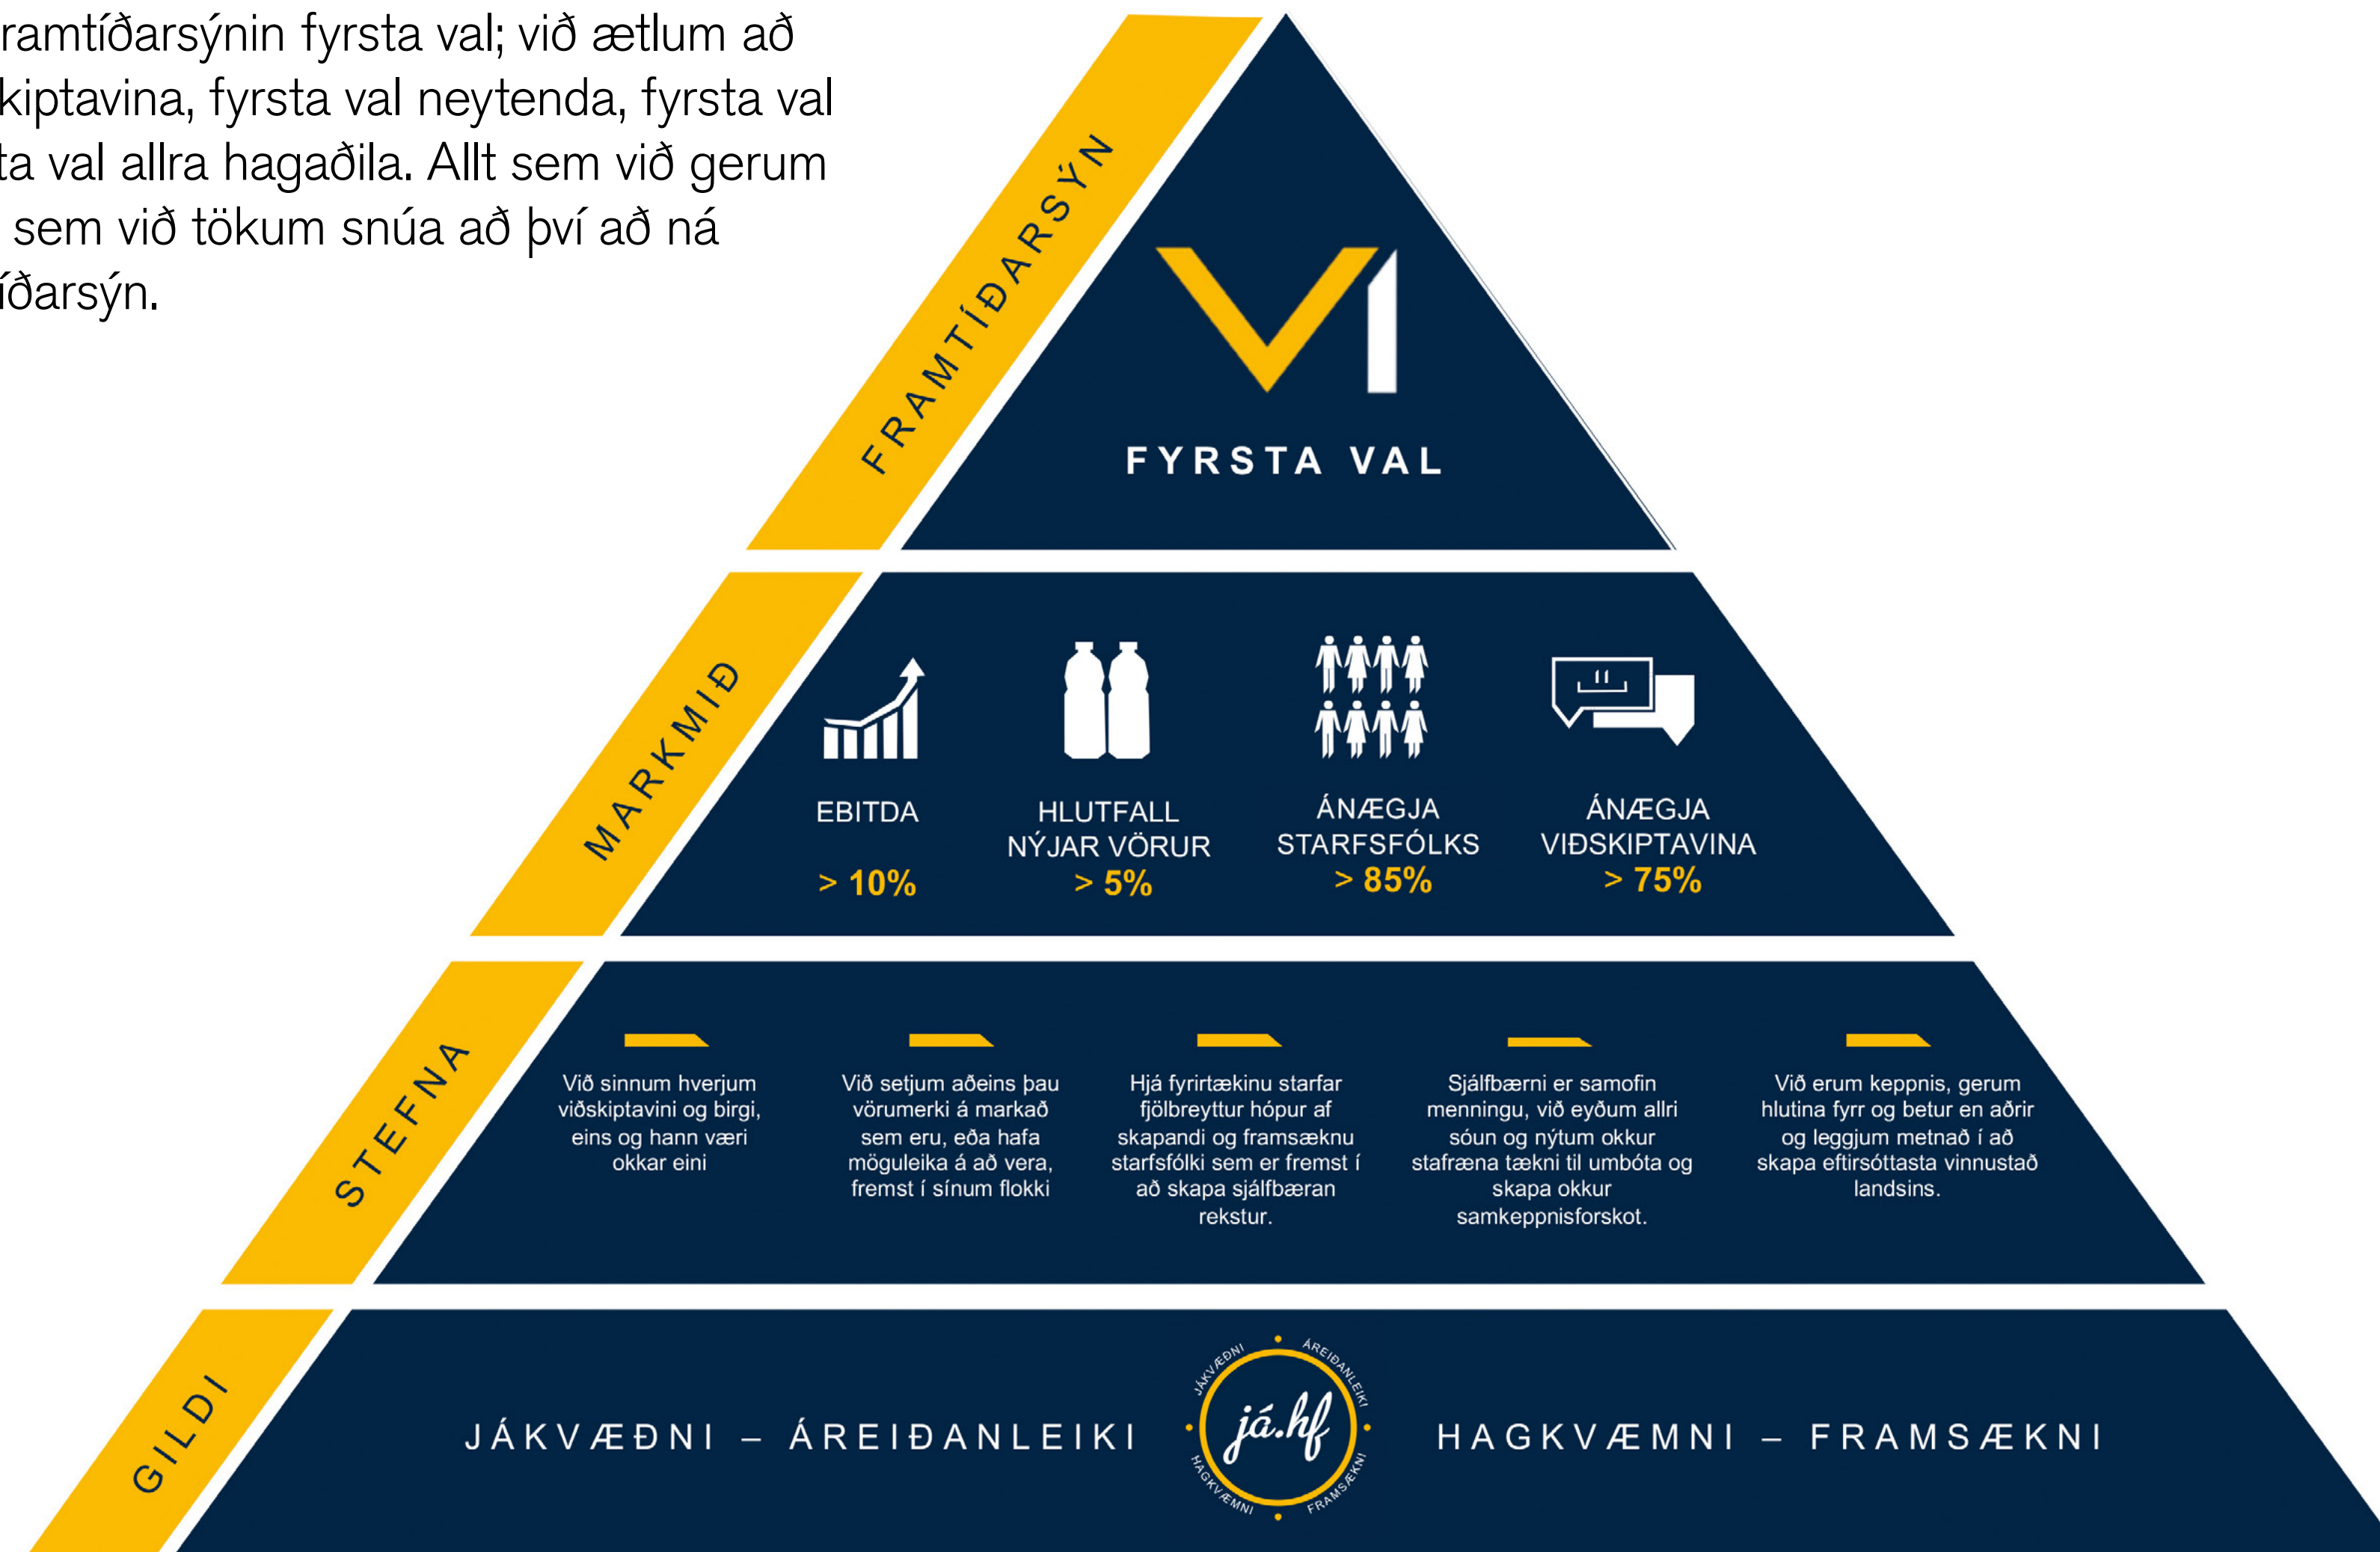 ramtíðarsýnin fyrsta val; við ætlum að
kiptavina, fyrsta val neytenda, fyrsta val
ta val allra hagaðila. Allt sem við gerum
sem við tökum snúa að því að ná
íðarsýn.
FRAMTÍÐARSÝN
V1
FYRSTA VAL
MARKMIÐ
EBITDA
> 10%
HLUTFALL
NÝJAR VÖRUR
> 5%
ÁNÆGJA
STARFSFÓLKS
> 85%
ÁNÆGJA
VIÐSKIPTAVINA
> 75%
STEFNA
Við sinnum hverjum
viðskiptavini og birgi,
eins og hann væri
okkar eini
Við setjum aðeins þau
vörumerki á markað
sem eru, eða hafa
möguleika á að vera,
fremst í sínum flokki
Hjá fyrirtækinu starfar
fjölbreyttur hópur af
skapandi og framsæknu
starfsfólki sem er fremst í
að skapa sjálfbæran
rekstur.
Sjálfbærni er samofin
menningu, við eyðum allri
sóun og nýtum okkur
stafræna tækni til umbóta og
skapa okkur
samkeppnisforskot.
Við erum keppnis, gerum
hlutina fyrr og betur en aðrir
og leggjum metnað í að
skapa eftirsóttasta vinnustað
landsins.
GILDI
JÁKVÆÐNI – ÁREIÐANLEIKI
JÁKVÆÐNI
ÁREIÐANLEIKI
já.hf
HAGKVÆMNI
FRAMSÆKNI
HAGKVÆMNI – FRAMSÆKNI